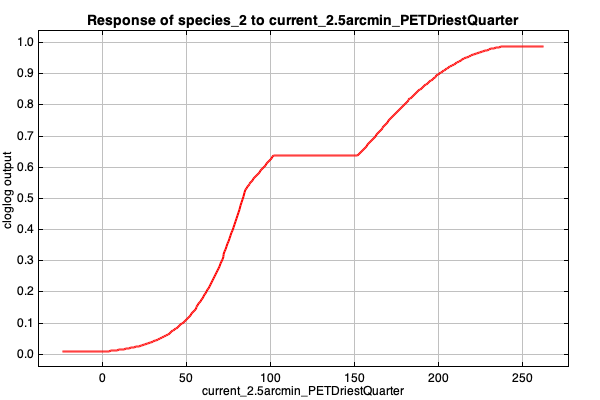 Response of species_2 to current_2.5arcmin_PETDriestQuarter
1.0
0.9
0.8
0.7
0.6
0.5
0.4
0.3
0.2
0.1
0.0
cloglog output
0 50 100 150 200 250
current_2.5arcmin_PETDriestQuarter